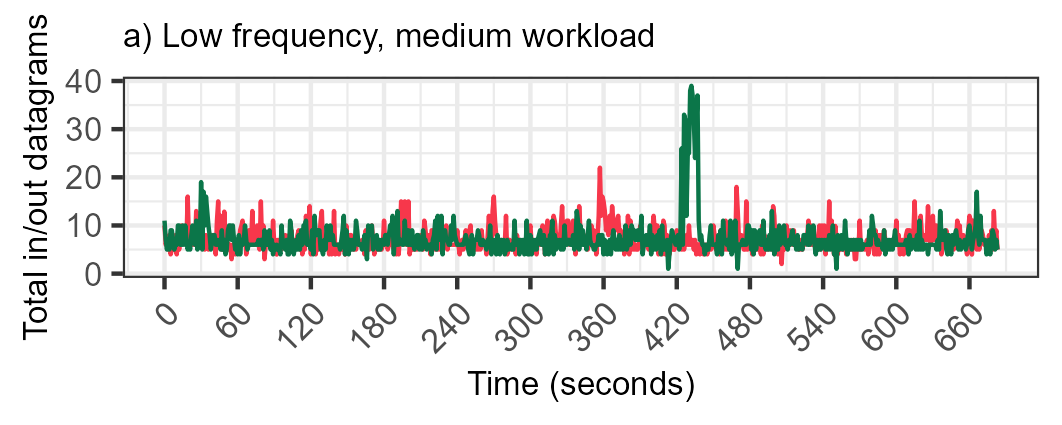 a) Low frequency, medium workload
Total in/out datagrams
40
30
20
10
0
0 60 120 180 240 300 360 420 480 540 600 660
Time (seconds)